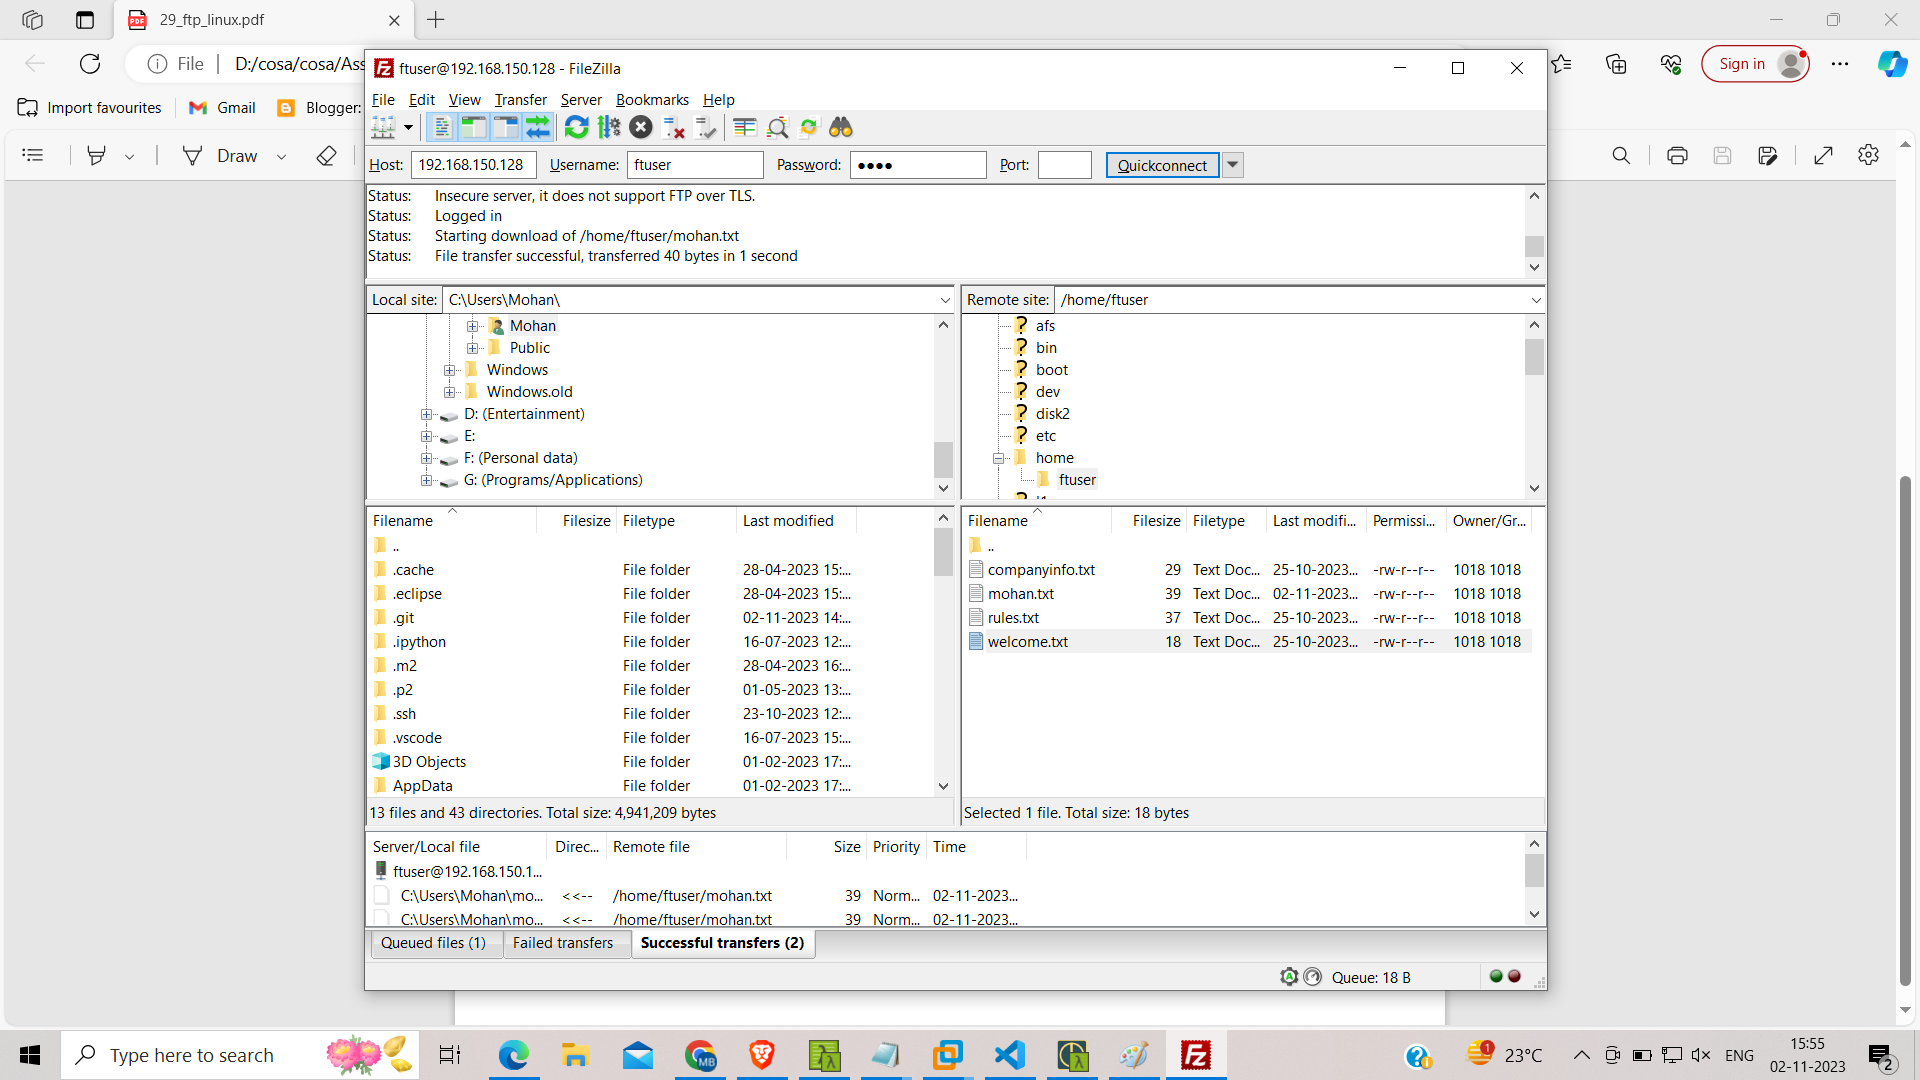 29_ftp_linux.pdf
File D:/cosa/cosa/Ass
Sign in
Import favourites Gmail Blogger:
Draw
ftuser@192.168.150.128 - FileZilla
File Edit View Transfer Server Bookmarks Help
Host: 192.168.150.128 Username: ftuser Password: ●●●● Port: Quickconnect
Status: Insecure server, it does not support FTP over TLS.
Status: Logged in
Status: Starting download of /home/ftuser/mohan.txt
Status: File transfer successful, transferred 40 bytes in 1 second
Local site: C:\Users\Mohan\
Mohan
Public
Windows
Windows.old
D: (Entertainment)
E:
F: (Personal data)
G: (Programs/Applications)
Remote site: /home/ftuser
afs
bin
boot
dev
disk2
etc
home
ftuser
Filename Filesize Filetype Last modified
..
.cache File folder 28-04-2023 15:...
.eclipse File folder 28-04-2023 15:...
.git File folder 02-11-2023 14:...
.ipython File folder 16-07-2023 12:...
.m2 File folder 28-04-2023 16:...
.p2 File folder 01-05-2023 13:...
.ssh File folder 23-10-2023 12:...
.vscode File folder 16-07-2023 15:...
3D Objects File folder 01-02-2023 17:...
AppData File folder 01-02-2023 17:...
13 files and 43 directories. Total size: 4,941,209 bytes
Filename Filesize Filetype Last modifi... Permissi... Owner/Gr...
..
companyinfo.txt 29 Text Doc... 25-10-2023... -rw-r--r-- 1018 1018
mohan.txt 39 Text Doc... 02-11-2023... -rw-r--r-- 1018 1018
rules.txt 37 Text Doc... 25-10-2023... -rw-r--r-- 1018 1018
welcome.txt 18 Text Doc... 25-10-2023... -rw-r--r-- 1018 1018
Selected 1 file. Total size: 18 bytes
Server/Local file Direc... Remote file Size Priority Time
ftuser@192.168.150.1...
C:\Users\Mohan\mo... <<-- /home/ftuser/mohan.txt 39 Norm... 02-11-2023...
C:\Users\Mohan\mo... <<-- /home/ftuser/mohan.txt 39 Norm... 02-11-2023...
Queued files (1) Failed transfers Successful transfers (2)
Queue: 18 B
Type here to search
MB
1
23°C
ENG
15:55
02-11-2023
2